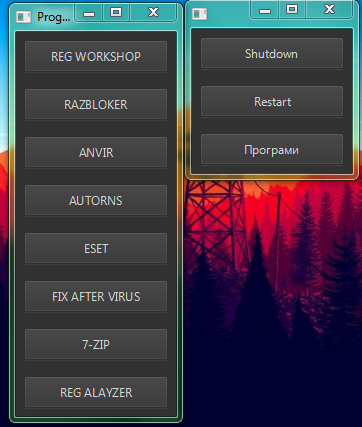 Prog...
REG WORKSHOP
RAZBLOKER
ANVIR
AUTORNS
ESET
FIX AFTER VIRUS
7-ZIP
REG ALAYZER
Shutdown
Restart
Програми